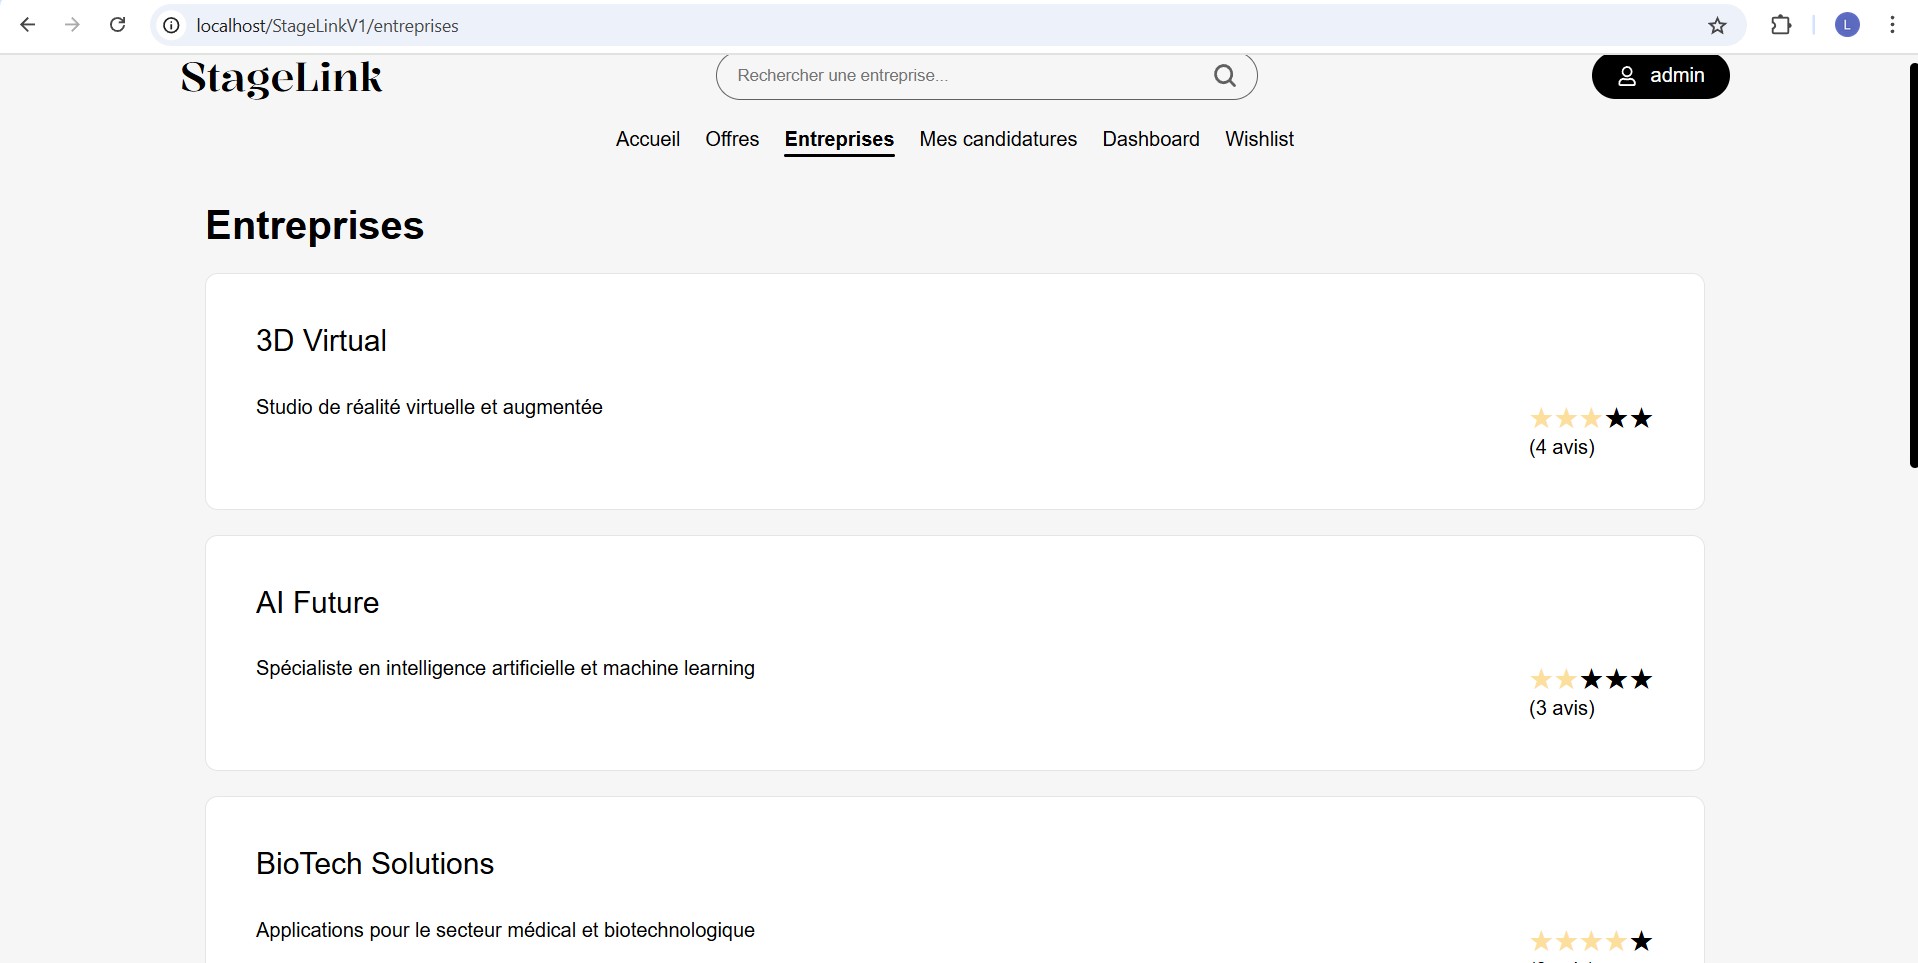 localhost/StageLinkV1/entreprises
L
StageLink
Rechercher une entreprise...
admin
Accueil Offres Entreprises Mes candidatures Dashboard Wishlist
Entreprises
3D Virtual
Studio de réalité virtuelle et augmentée
★★★★★
(4 avis)
AI Future
Spécialiste en intelligence artificielle et machine learning
★★★★★
(3 avis)
BioTech Solutions
Applications pour le secteur médical et biotechnologique
★★★★★